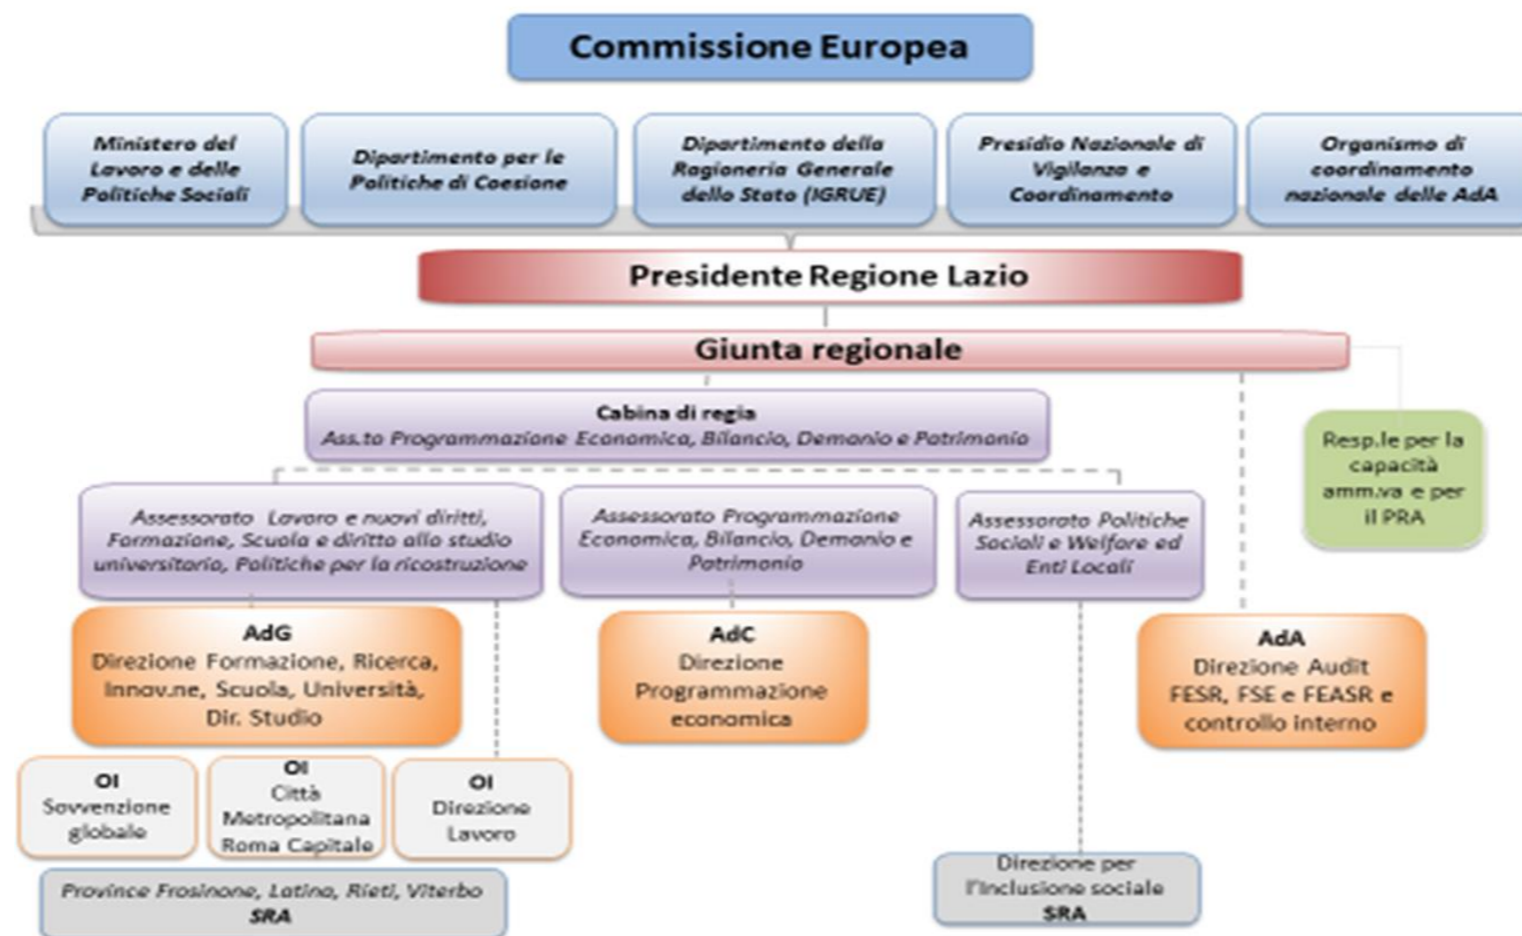 Commissione Europea
Ministero del
Lavoro e delle
Politiche Sociali
Dipartimento per le
Politiche di Coesione
Dipartimento della
Ragioneria Generale
dello Stato (IGRUE)
Presidio Nazionale di
Vigilanza e
Coordinamento
Organismo di
coordinamento
nazionale delle AdA
Presidente Regione Lazio
Giunta regionale
Cabina di regia
Ass.to Programmazione Economica, Bilancio, Demanio e Patrimonio
Resp.le per la
capacità
amm.va e per
il PRA
Assessorato Lavoro e nuovi diritti,
Formazione, Scuola e diritto allo studio
universitario, Politiche per la ricostruzione
Assessorato Programmazione
Economica, Bilancio, Demanio e
Patrimonio
Assessorato Politiche
Sociali e Welfare ed
Enti Locali
AdG
Direzione Formazione, Ricerca,
Innov.ne, Scuola, Università,
Dir. Studio
AdC
Direzione
Programmazione
economica
AdA
Direzione Audit
FESR, FSE e FEASR e
controllo interno
OI
Sovvenzione
globale
OI
Città
Metropolitana
Roma Capitale
OI
Direzione
Lavoro
Province Frosinone, Latina, Rieti, Viterbo
SRA
Direzione per
l'Inclusione sociale
SRA